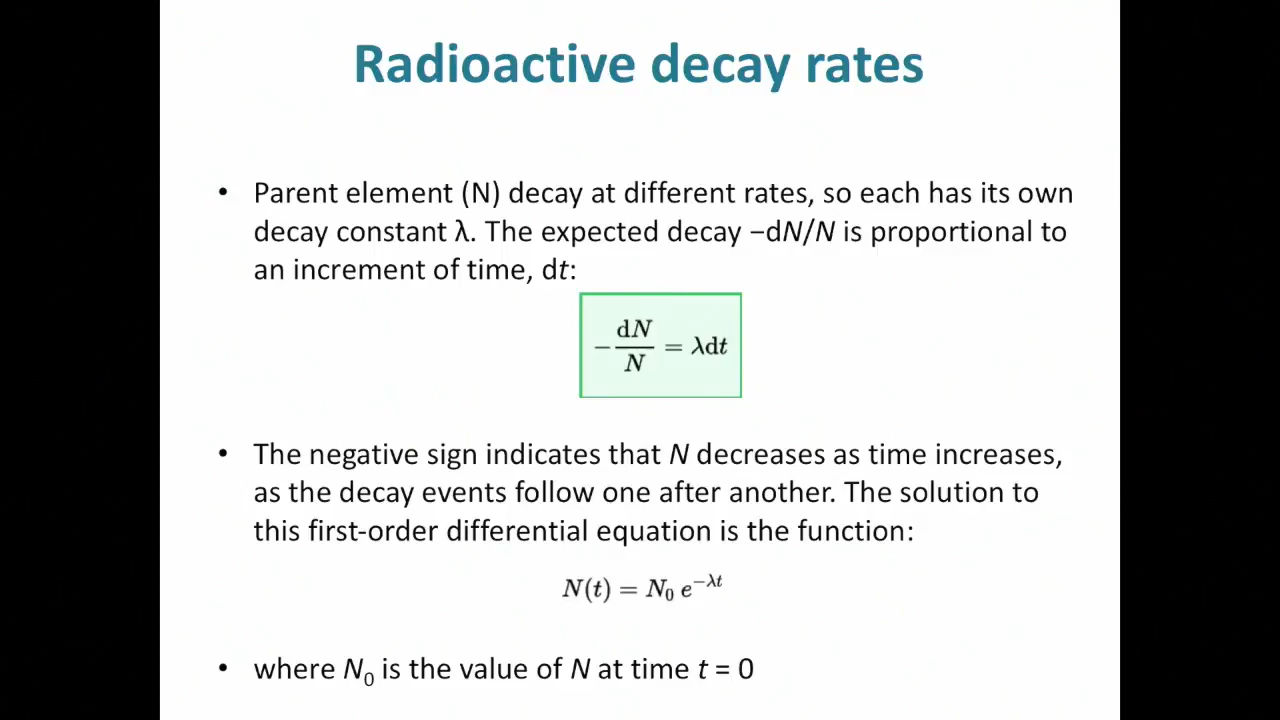 Radioactive decay rates
• Parent element (N) decay at different rates, so each has its own
decay constant λ. The expected decay −dN/N is proportional to
an increment of time, dt:
−dN/N = λdt
• The negative sign indicates that N decreases as time increases,
as the decay events follow one after another. The solution to
this first-order differential equation is the function:
N(t) = N₀ e^{−λt}
• where N₀ is the value of N at time t = 0